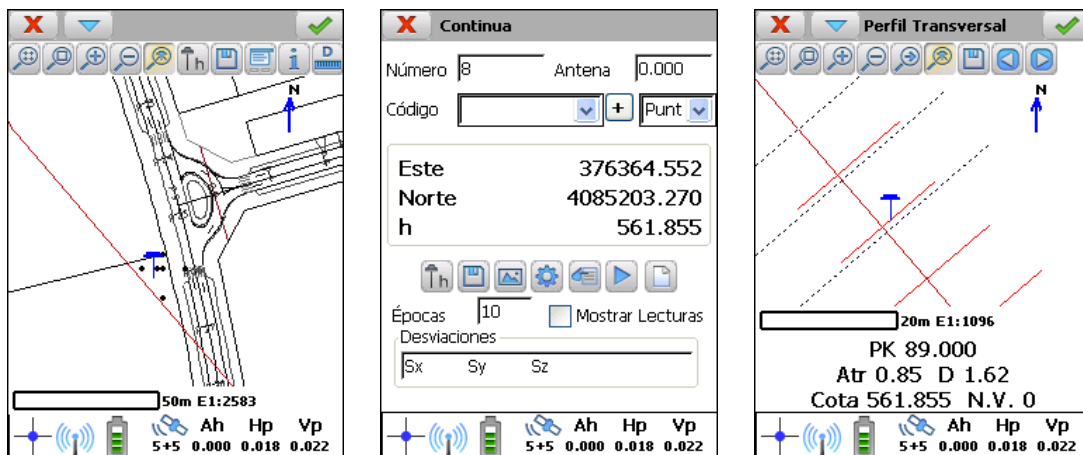 N
50m E1:2583
Ah Hp Vp
5+5 0.000 0.018 0.022
Continua
Número 8 Antena 0.000
Código + Punt
Este 376364.552
Norte 4085203.270
h 561.855
h
Épocas 10 Mostrar Lecturas
Desviaciones
Sx Sy Sz
Ah Hp Vp
5+5 0.000 0.018 0.022
Perfil Transversal
N
20m E1:1096
PK 89.000
Atr 0.85 D 1.62
Cota 561.855 N.V. 0
Ah Hp Vp
5+5 0.000 0.018 0.022